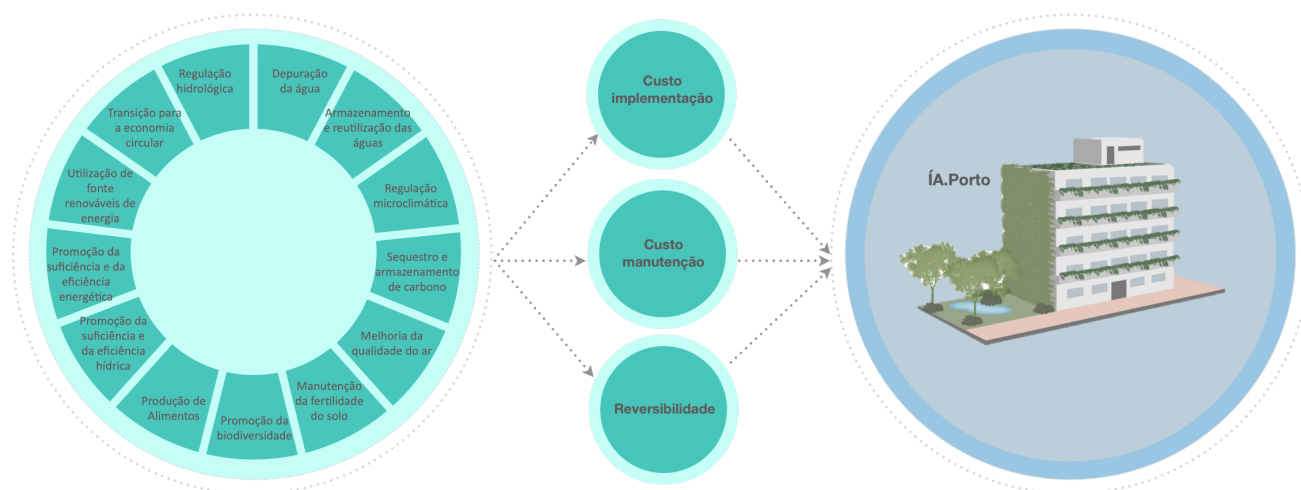 Regulação
hidrológica
Depuração
da água
Armazenamento
e reutilização das
águas
Regulação
microclimática
Sequestro e
armazenamento
de carbono
Melhoria da
qualidade do ar
Manutenção
da fertilidade
do solo
Promoção da
biodiversidade
Produção de
Alimentos
Promoção da
suficiência e
da eficiência
hídrica
Promoção da
suficiência e da
eficiência
energética
Utilização de
fonte
renováveis de
energia
Transição para
a economia
circular
Custo
implementação
Custo
manutenção
Reversibilidade
ÍA.Porto